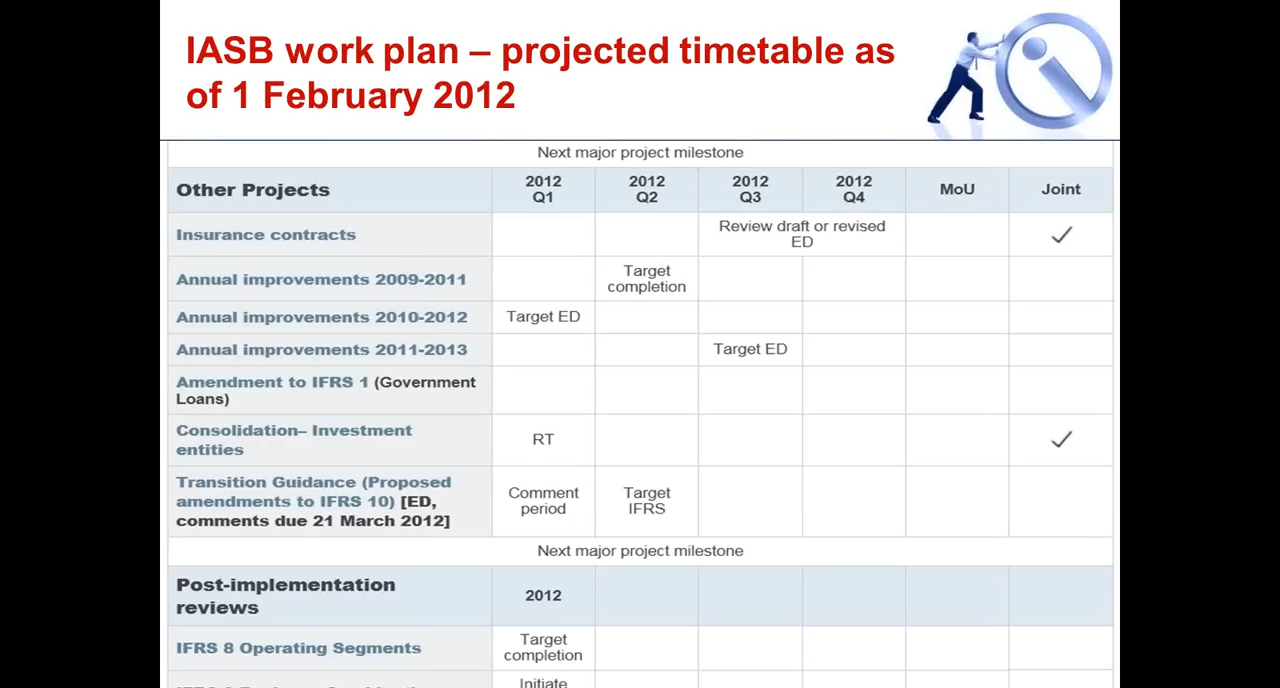 IASB work plan – projected timetable as
of 1 February 2012
Next major project milestone
Other Projects
2012
Q1
2012
Q2
2012
Q3
2012
Q4
MoU
Joint
Insurance contracts
Review draft or revised
ED
Annual improvements 2009-2011
Target
completion
Annual improvements 2010-2012
Target ED
Annual improvements 2011-2013
Target ED
Amendment to IFRS 1 (Government
Loans)
Consolidation– Investment
entities
RT
Transition Guidance (Proposed
amendments to IFRS 10) [ED,
comments due 21 March 2012]
Comment
period
Target
IFRS
Next major project milestone
Post-implementation
reviews
2012
IFRS 8 Operating Segments
Target
completion
Initiate